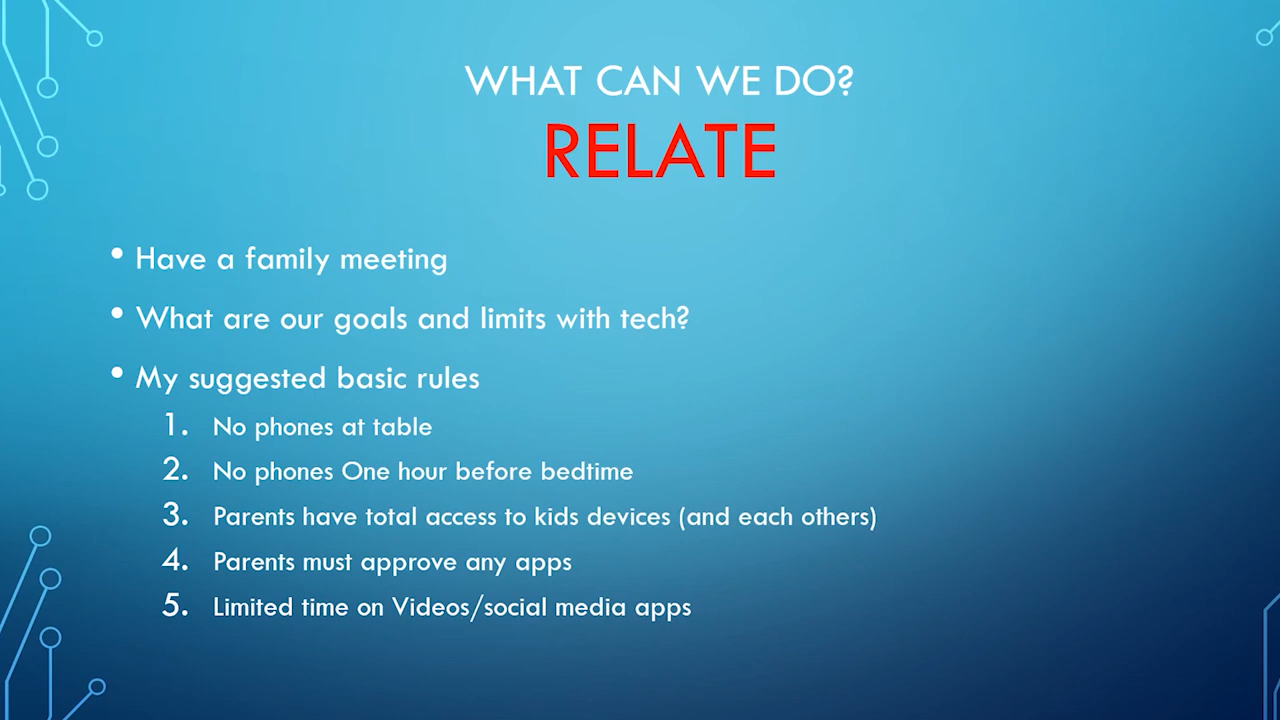 WHAT CAN WE DO?
RELATE
• Have a family meeting
• What are our goals and limits with tech?
• My suggested basic rules
1. No phones at table
2. No phones One hour before bedtime
3. Parents have total access to kids devices (and each others)
4. Parents must approve any apps
5. Limited time on Videos/social media apps